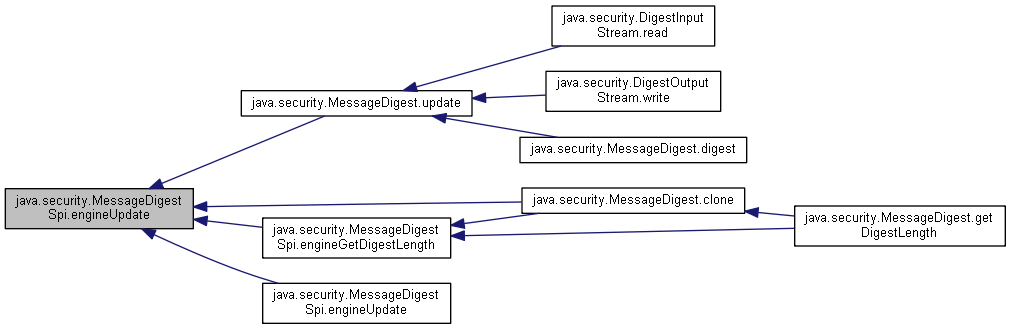 java.security.DigestInput
Stream.read
java.security.DigestOutput
Stream.write
java.security.MessageDigest.update
java.security.MessageDigest.digest
java.security.MessageDigest
Spi.engineUpdate
java.security.MessageDigest.clone
java.security.MessageDigest.get
DigestLength
java.security.MessageDigest
Spi.engineGetDigestLength
java.security.MessageDigest
Spi.engineUpdate